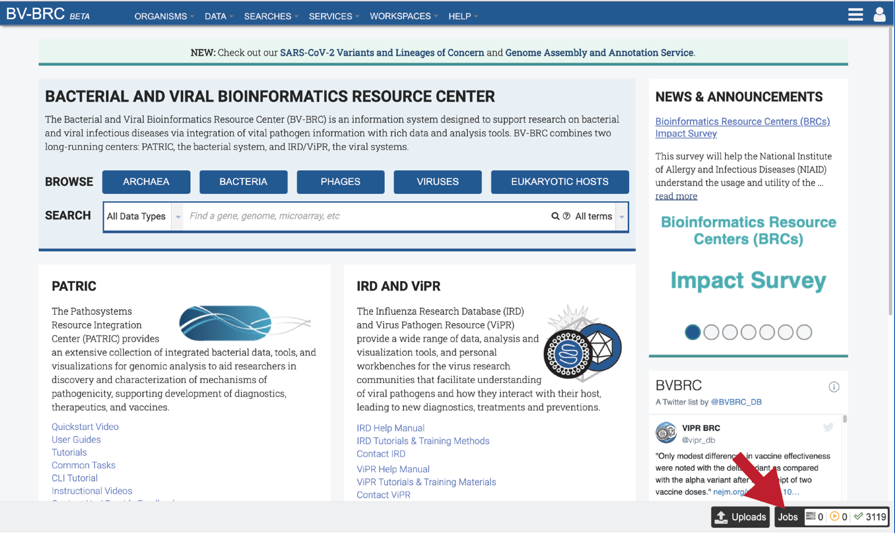 BV-BRC BETA
ORGANISMS DATA SEARCHES SERVICES WORKSPACES HELP
NEW: Check out our SARS-CoV-2 Variants and Lineages of Concern and Genome Assembly and Annotation Service.
BACTERIAL AND VIRAL BIOINFORMATICS RESOURCE CENTER
The Bacterial and Viral Bioinformatics Resource Center (BV-BRC) is an information system designed to support research on bacterial
and viral infectious diseases via integration of vital pathogen information with rich data and analysis tools. BV-BRC combines two
long-running centers: PATRIC, the bacterial system, and IRD/ViPR, the viral systems.
BROWSE ARCHAEA BACTERIA PHAGES VIRUSES EUKARYOTIC HOSTS
SEARCH All Data Types Find a gene, genome, microarray, etc All terms
NEWS & ANNOUNCEMENTS
Bioinformatics Resource Centers (BRCs)
Impact Survey
This survey will help the National Institute
of Allergy and Infectious Diseases (NIAID)
understand the usage and utility of the ...
read more
Bioinformatics Resource
Centers (BRCs)
Impact Survey
PATRIC
The Pathosystems
Resource Integration
Center (PATRIC) provides
an extensive collection of integrated bacterial data, tools, and
visualizations for genomic analysis to aid researchers in
discovery and characterization of mechanisms of
pathogenicity, supporting development of diagnostics,
therapeutics, and vaccines.
Quickstart Video
User Guides
Tutorials
Common Tasks
CLI Tutorial
Instructional Videos
IRD AND ViPR
The Influenza Research Database (IRD)
and Virus Pathogen Resource (ViPR)
provide a wide range of data, analysis and
visualization tools, and personal
workbenches for the virus research
communities that facilitate understanding
of viral pathogens and how they interact with their host,
leading to new diagnostics, treatments and preventions.
IRD Help Manual
IRD Tutorials & Training Methods
Contact IRD
ViPR Help Manual
ViPR Tutorials & Training Materials
Contact ViPR
BVBRC
A Twitter list by @BVBRC_DB
VIPR BRC
@vipr_db
"Only modest differences in vaccine effectiveness
were noted with the delta variant as compared
with the alpha variant after receipt of two
vaccine doses." nejm.org/ 10...
Uploads Jobs 0 0 3119